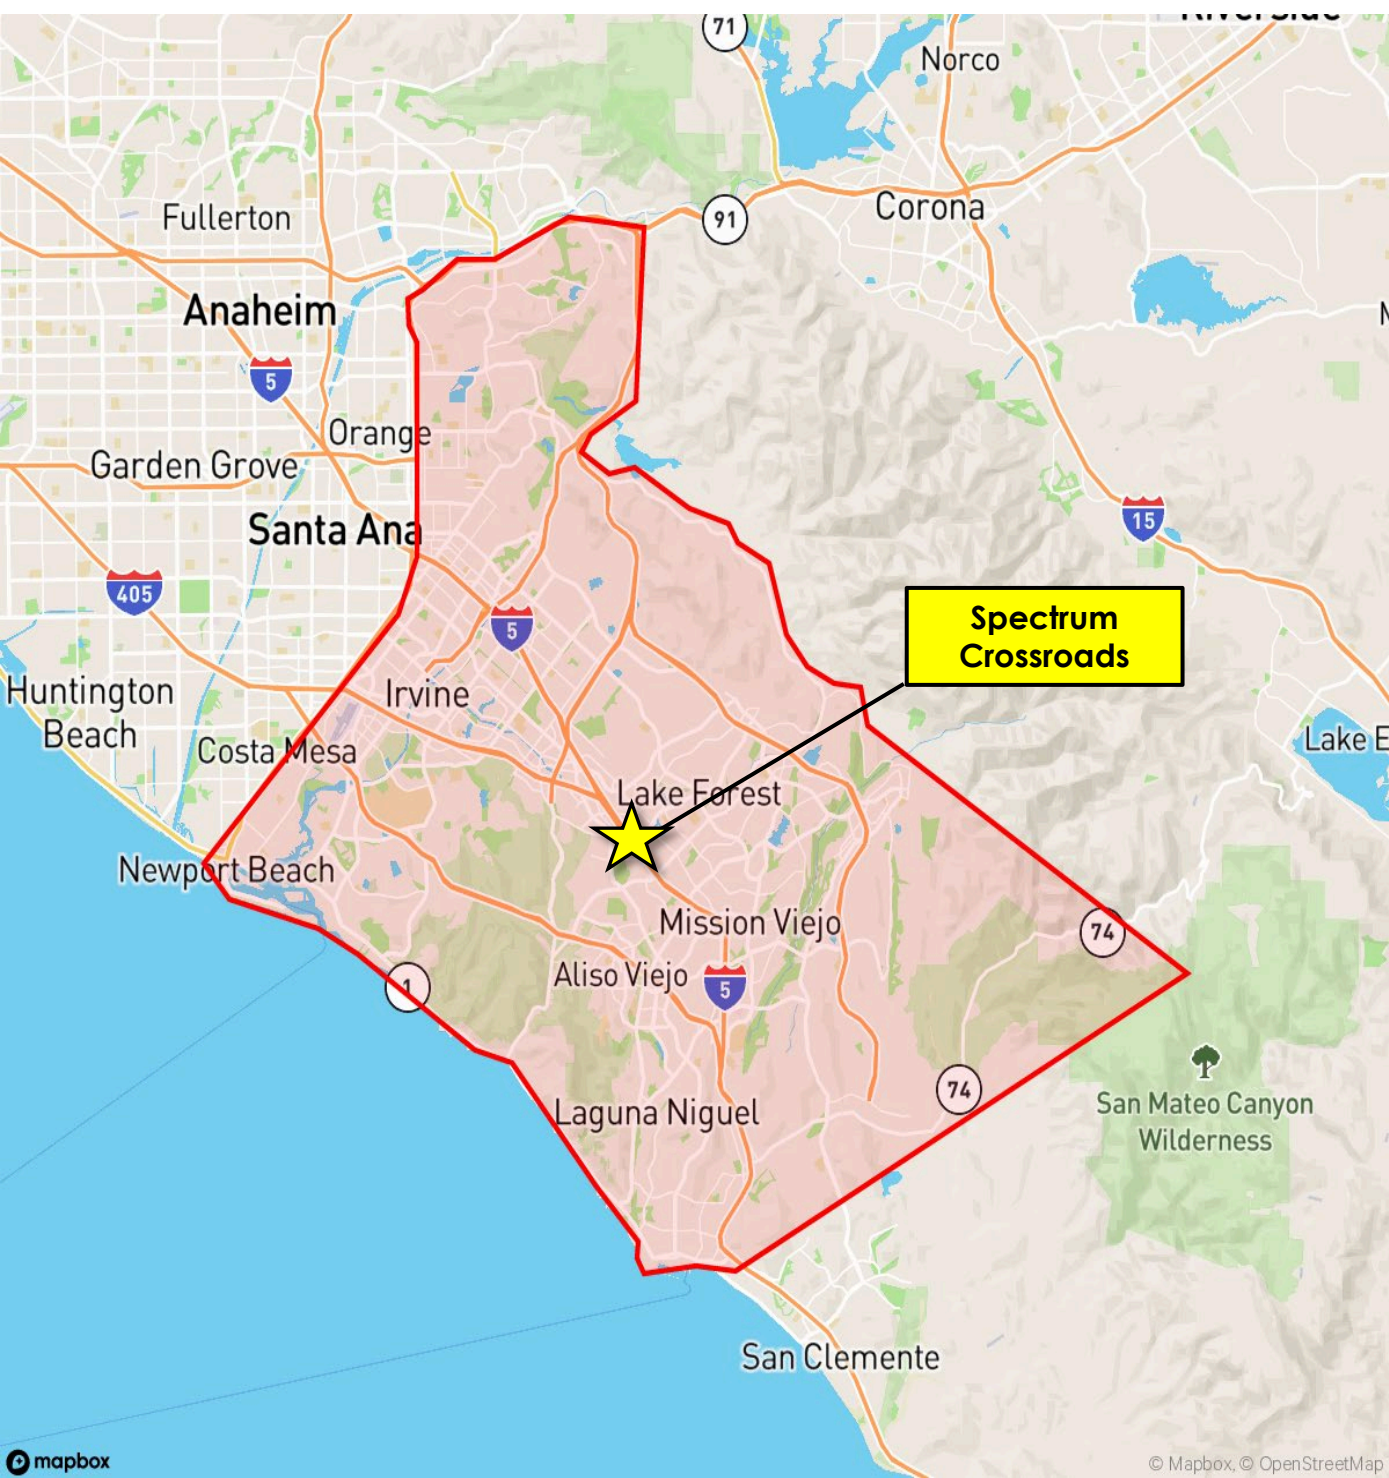 Riverside
71
Norco
Fullerton
91
Corona
Anaheim
5
Orange
Garden Grove
Santa Ana
15
405
5
Spectrum
Crossroads
Huntington
Beach
Irvine
Costa Mesa
Lake E
Lake Forest
Newport Beach
Mission Viejo
74
Aliso Viejo
5
1
74
Laguna Niguel
San Mateo Canyon
Wilderness
San Clemente
mapbox
© Mapbox, © OpenStreetMap